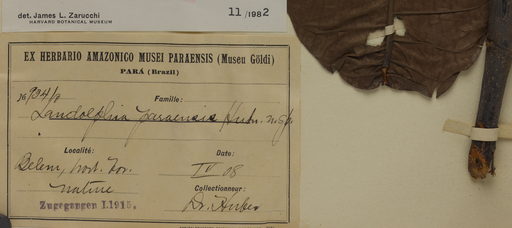 det. James L. Zarucchi
HARVARD BOTANICAL MUSEUM
11/1982
EX HERBARIO AMAZONICO MUSEI PARAENSIS (Museu Göldi)
PARÁ (Brazil)
Famille:
Landolphia paraensis Hub. n. sp.
Localité:
Date:
Belem, hort. bot.
IV 08
native
Collectionneur:
Zugegangen I.1915.
Dr. Huber